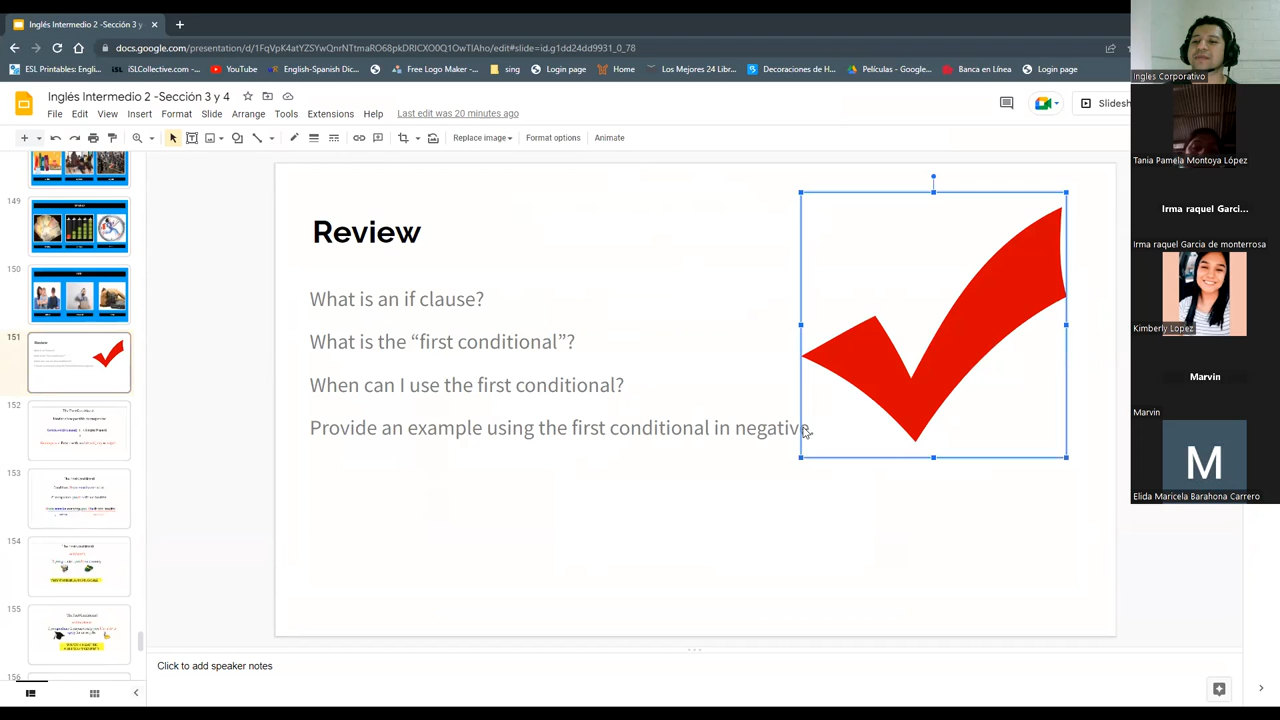 Inglés Intermedio 2 -Sección 3 y
docs.google.com/presentation/d/1FqVpK4atYZSYwQnrNTtmaRO68pkDRICXO0Q1OwTlAho/edit#slide=id.g1dd24dd9931_0_78
ESL Printables: Engli...
iSLCollective.com -...
YouTube
English-Spanish Dic...
Free Logo Maker -...
sing
Login page
Home
Los Mejores 24 Libr...
Decoraciones de H...
Películas - Google...
Banca en Línea
Login page
Inglés Intermedio 2 -Sección 3 y 4
File Edit View Insert Format Slide Arrange Tools Extensions Help
Last edit was 20 minutes ago
Slidesh
Replace image
Format options
Animate
149
150
151
152
153
154
155
156
Review
What is an if clause?
What is the “first conditional”?
When can I use the first conditional?
Provide an example using the first conditional in negative.
Click to add speaker notes
Ingles Corporativo
Tania Pamela Montoya López
Irma raquel Garci...
Irma raquel Garcia de monterrosa
Kimberly Lopez
Marvin
Marvin
M
Elida Maricela Barahona Carrero